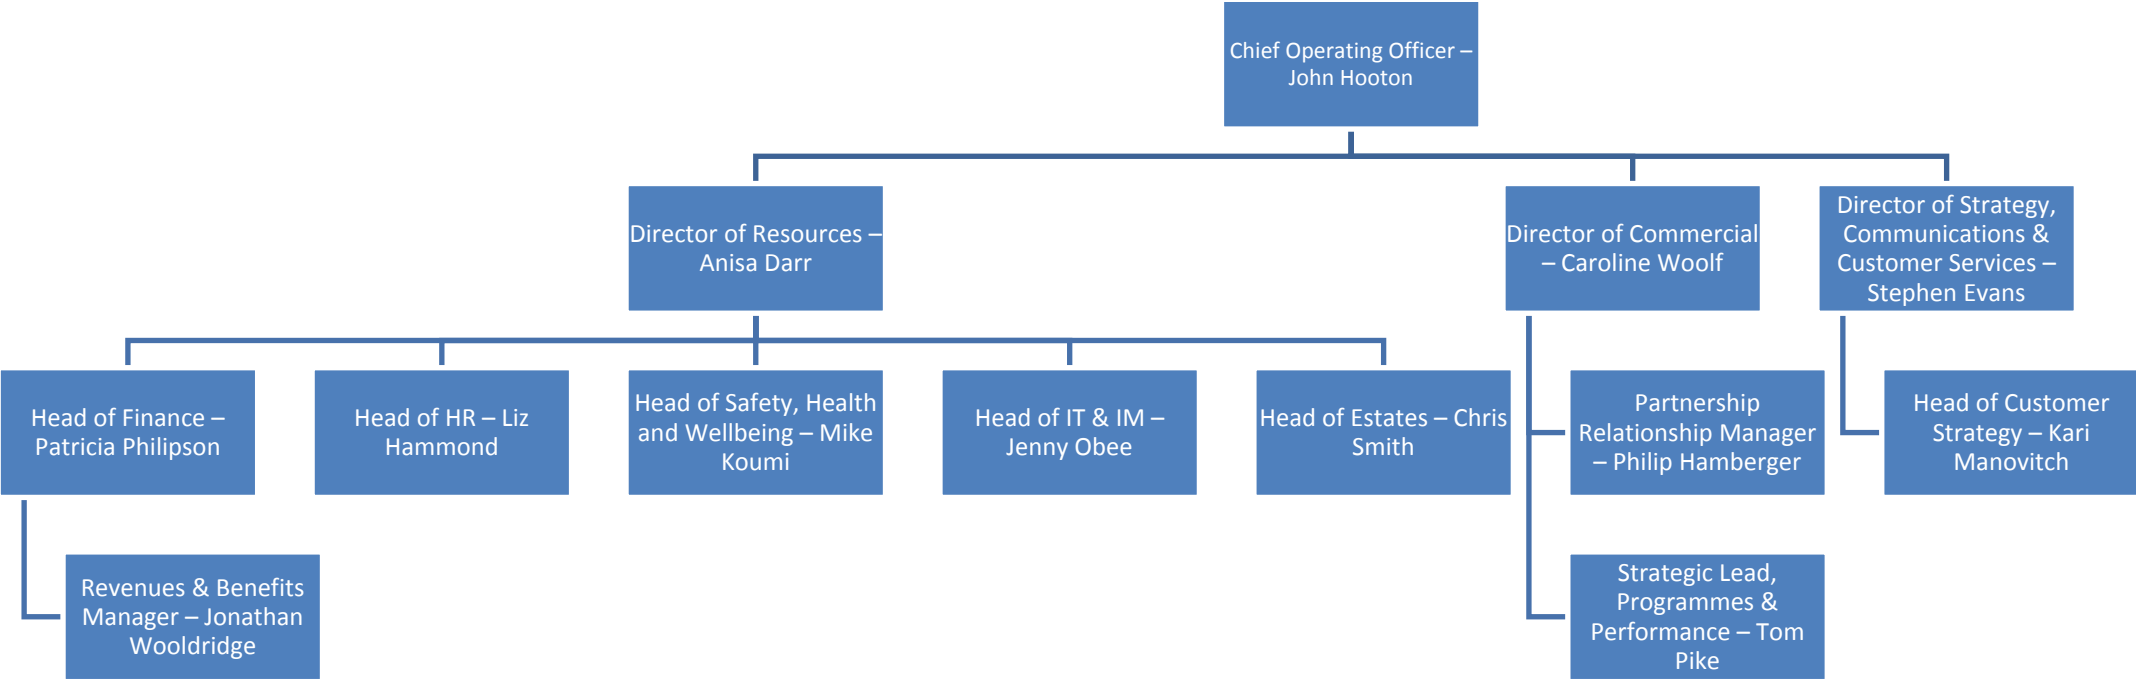 Chief Operating Officer –
John Hooton
Director of Resources –
Anisa Darr
Director of Commercial
– Caroline Woolf
Director of Strategy,
Communications &
Customer Services –
Stephen Evans
Head of Finance –
Patricia Philipson
Head of HR – Liz
Hammond
Head of Safety, Health
and Wellbeing – Mike
Koumi
Head of IT & IM –
Jenny Obee
Head of Estates – Chris
Smith
Partnership
Relationship Manager
– Philip Hamberger
Head of Customer
Strategy – Kari
Manovitch
Revenues & Benefits
Manager – Jonathan
Wooldridge
Strategic Lead,
Programmes &
Performance – Tom
Pike